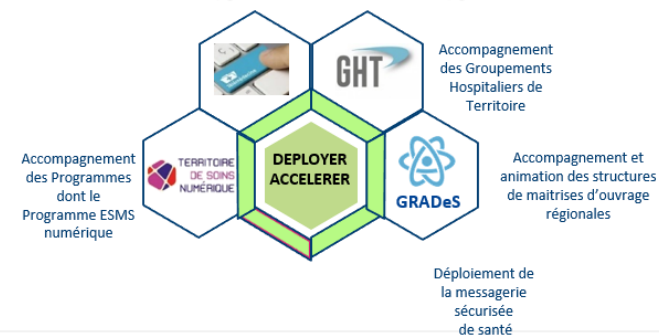 GHT
Accompagnement
des Groupements
Hospitaliers de
Territoire
Accompagnement
des Programmes
dont le
Programme ESMS
numérique
TERRITOIRE
DE SOINS
NUMÉRIQUE
DEPLOYER
ACCELERER
GRADeS
Accompagnement et
animation des structures
de maitrises d’ouvrage
régionales
Déploiement de
la messagerie
sécurisée
de santé